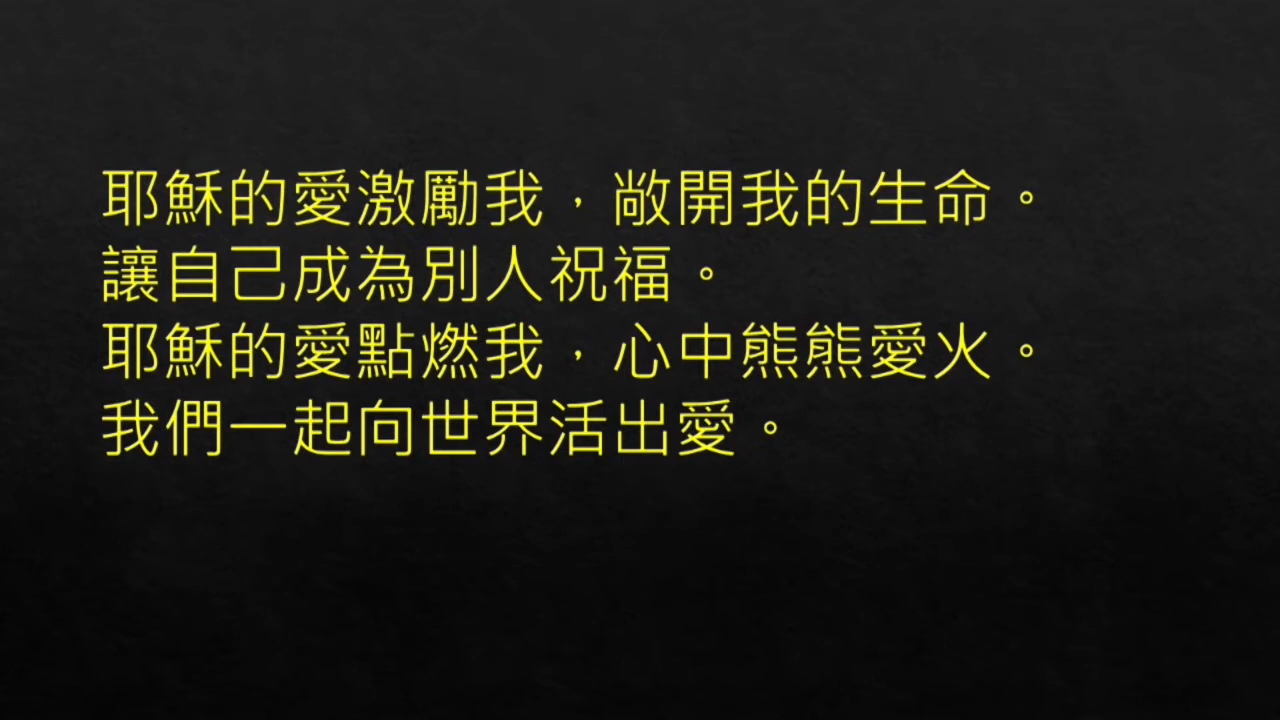 耶穌的愛激勵我，敞開我的生命。
讓自己成為別人祝福。
耶穌的愛點燃我，心中熊熊愛火。
我們一起向世界活出愛。